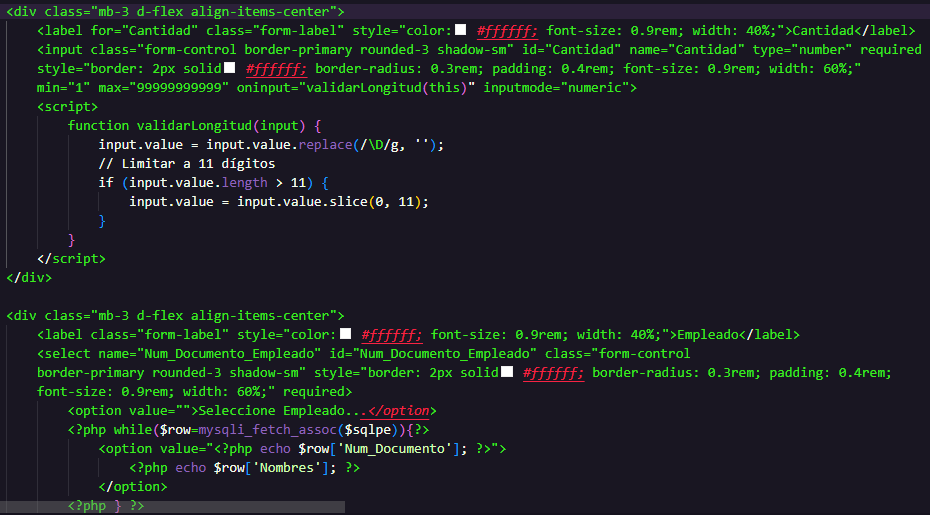 <div class="mb-3 d-flex align-items-center">
<label for="Cantidad" class="form-label" style="color: #ffffff; font-size: 0.9rem; width: 40%;">Cantidad</label>
<input class="form-control border-primary rounded-3 shadow-sm" id="Cantidad" name="Cantidad" type="number" required
style="border: 2px solid #ffffff; border-radius: 0.3rem; padding: 0.4rem; font-size: 0.9rem; width: 60%;"
min="1" max="99999999999" oninput="validarLongitud(this)" inputmode="numeric">
<script>
function validarLongitud(input) {
input.value = input.value.replace(/\D/g, '');
// Limitar a 11 dígitos
if (input.value.length > 11) {
input.value = input.value.slice(0, 11);
}
}
</script>
</div>
<div class="mb-3 d-flex align-items-center">
<label class="form-label" style="color: #ffffff; font-size: 0.9rem; width: 40%;">Empleado</label>
<select name="Num_Documento_Empleado" id="Num_Documento_Empleado" class="form-control
border-primary rounded-3 shadow-sm" style="border: 2px solid #ffffff; border-radius: 0.3rem; padding: 0.4rem;
font-size: 0.9rem; width: 60%;" required>
<option value="">Seleccione Empleado...</option>
<?php while($row=mysqli_fetch_assoc($sqlpe)){?>
<option value="<?php echo $row['Num_Documento']; ?>">
<?php echo $row['Nombres']; ?>
</option>
<?php } ?>